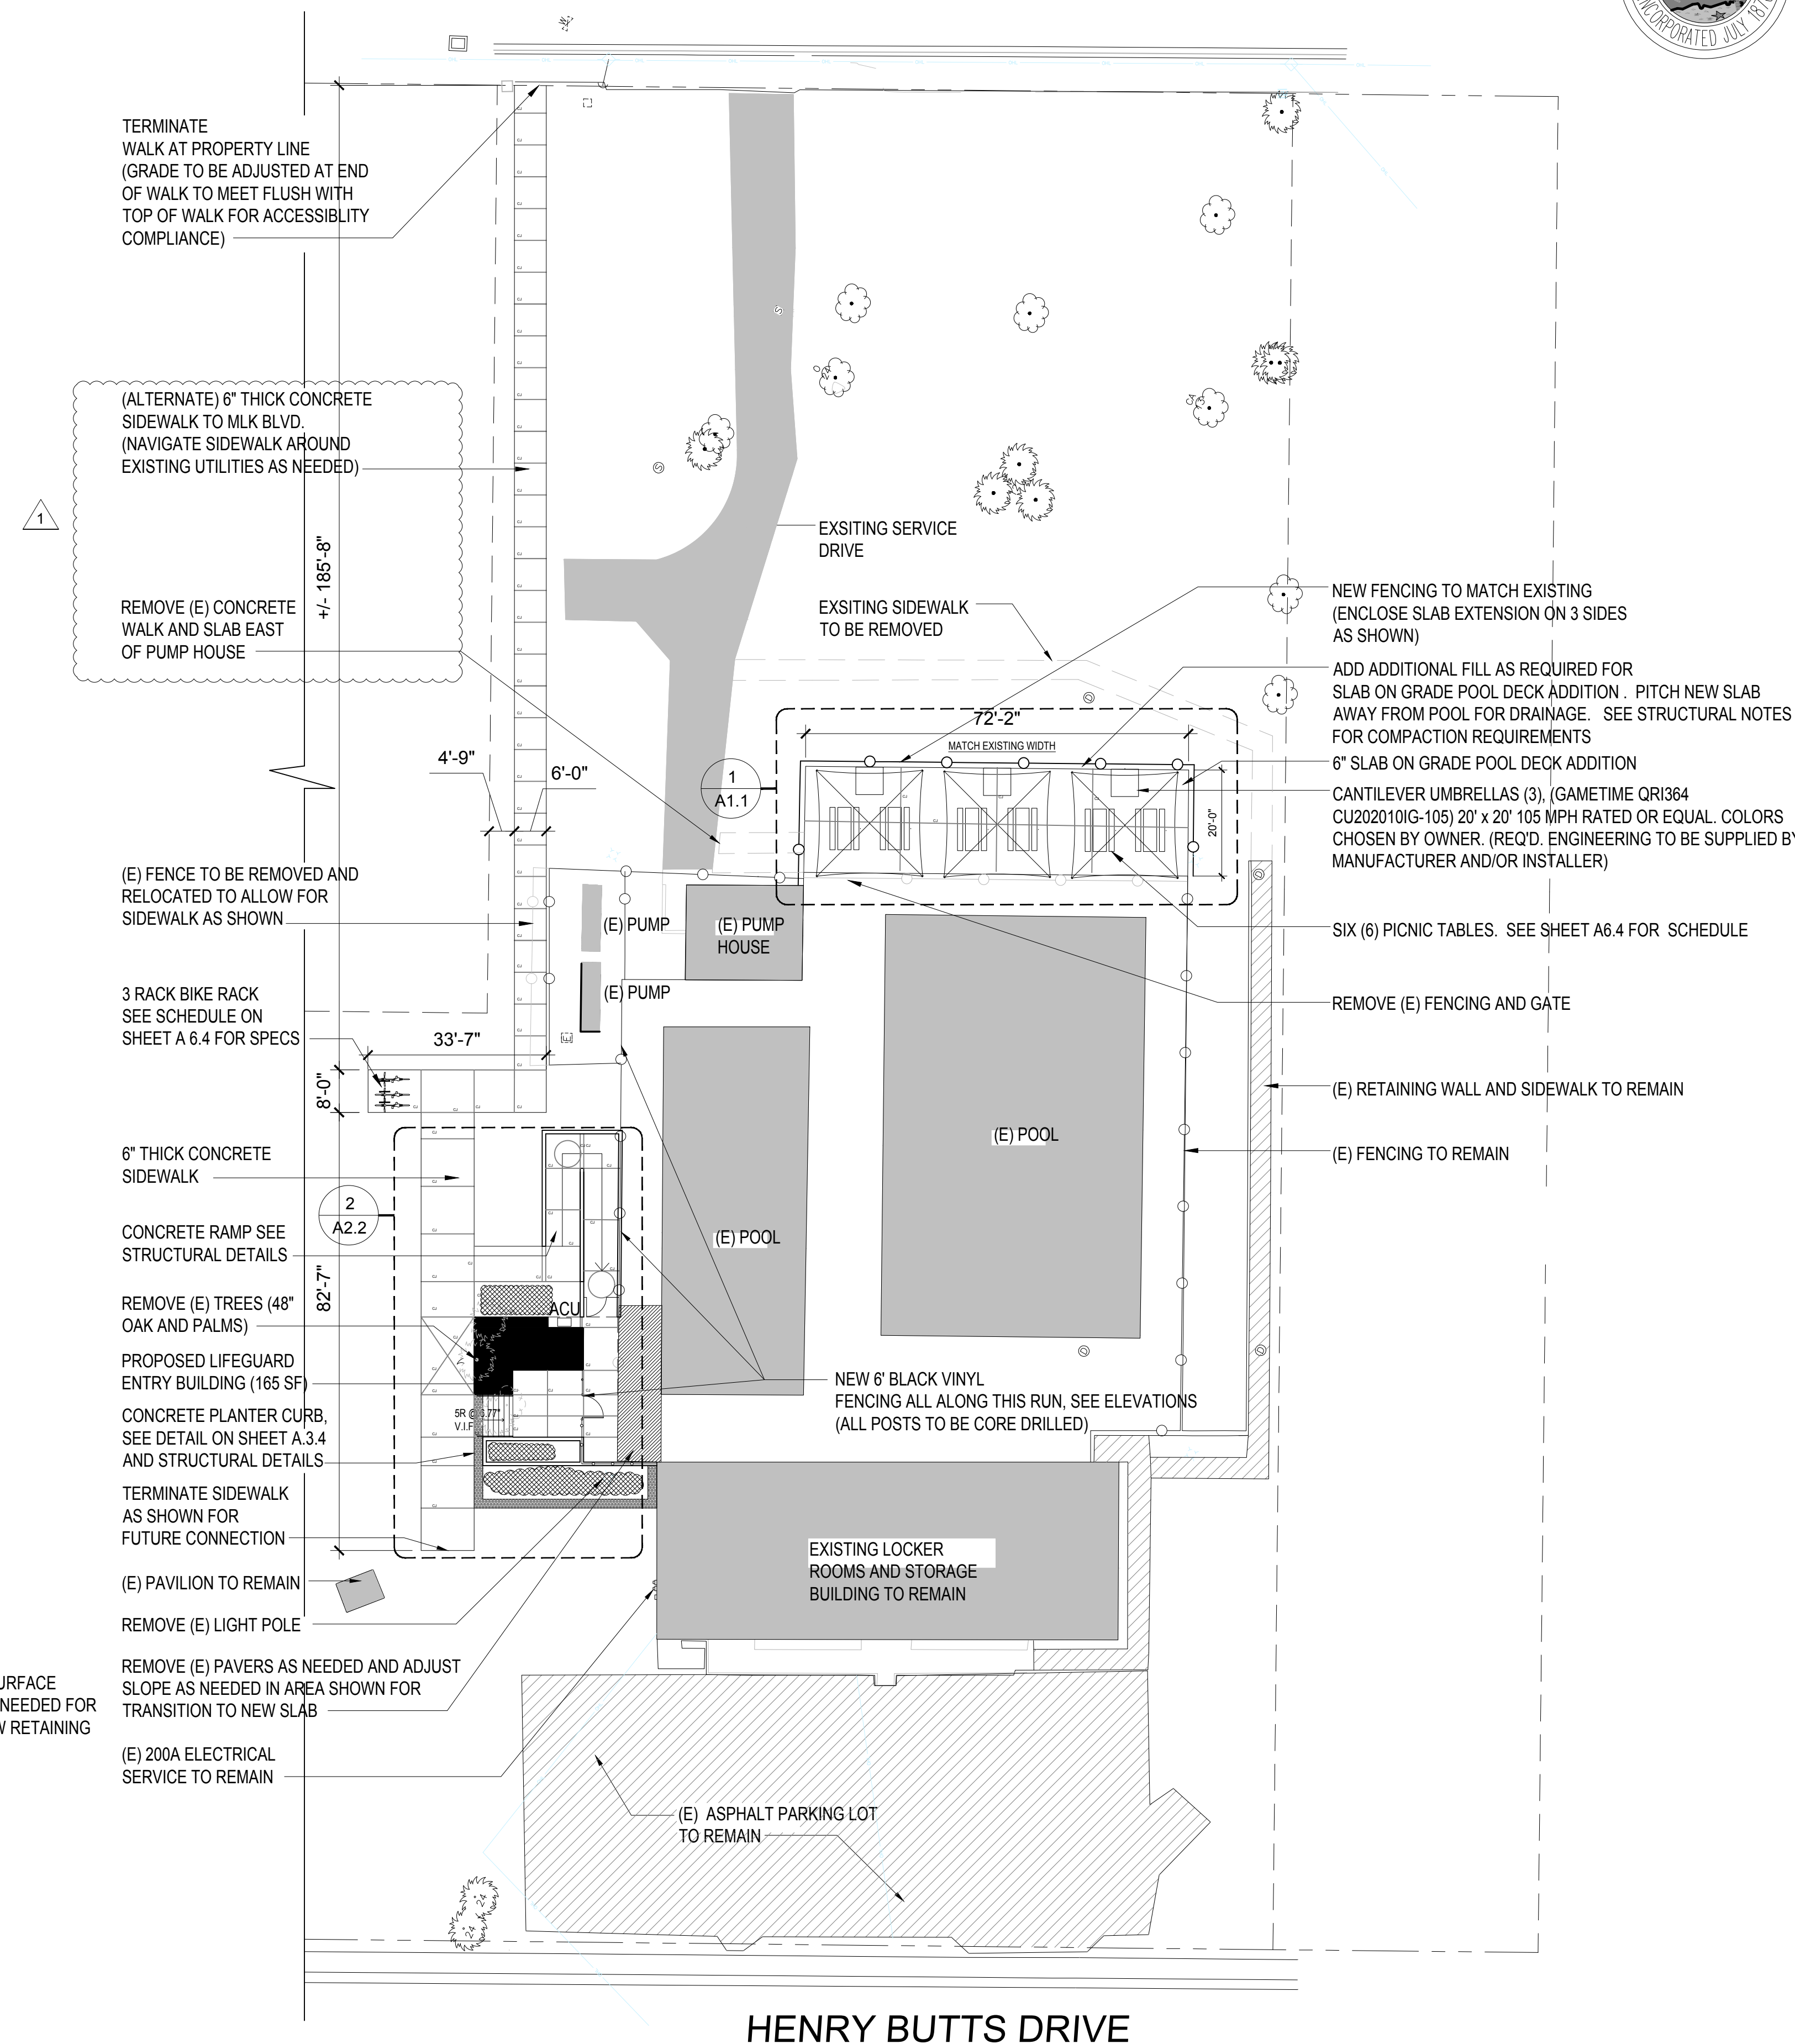 INCORPORATED JULY 187
TERMINATE
WALK AT PROPERTY LINE
(GRADE TO BE ADJUSTED AT END
OF WALK TO MEET FLUSH WITH
TOP OF WALK FOR ACCESSIBLITY
COMPLIANCE)
(ALTERNATE) 6" THICK CONCRETE
SIDEWALK TO MLK BLVD.
(NAVIGATE SIDEWALK AROUND
EXISTING UTILITIES AS NEEDED)
1
+/- 185'-8"
REMOVE (E) CONCRETE
WALK AND SLAB EAST
OF PUMP HOUSE
EXSITING SERVICE
DRIVE
EXSITING SIDEWALK
TO BE REMOVED
NEW FENCING TO MATCH EXISTING
(ENCLOSE SLAB EXTENSION ON 3 SIDES
AS SHOWN)
ADD ADDITIONAL FILL AS REQUIRED FOR
SLAB ON GRADE POOL DECK ADDITION . PITCH NEW SLAB
AWAY FROM POOL FOR DRAINAGE. SEE STRUCTURAL NOTES
FOR COMPACTION REQUIREMENTS
72'-2"
MATCH EXISTING WIDTH
4'-9"
6'-0"
1
A1.1
20'-0"
6" SLAB ON GRADE POOL DECK ADDITION
CANTILEVER UMBRELLAS (3), (GAMETIME QRI364
CU202010IG-105) 20' x 20' 105 MPH RATED OR EQUAL. COLORS
CHOSEN BY OWNER. (REQ'D. ENGINEERING TO BE SUPPLIED BY
MANUFACTURER AND/OR INSTALLER)
(E) FENCE TO BE REMOVED AND
RELOCATED TO ALLOW FOR
SIDEWALK AS SHOWN
(E) PUMP
(E) PUMP
HOUSE
SIX (6) PICNIC TABLES. SEE SHEET A6.4 FOR SCHEDULE
(E) PUMP
REMOVE (E) FENCING AND GATE
3 RACK BIKE RACK
SEE SCHEDULE ON
SHEET A 6.4 FOR SPECS
33'-7"
8'-0"
(E) RETAINING WALL AND SIDEWALK TO REMAIN
(E) POOL
(E) FENCING TO REMAIN
6" THICK CONCRETE
SIDEWALK
2
A2.2
CONCRETE RAMP SEE
STRUCTURAL DETAILS
(E) POOL
82'-7"
REMOVE (E) TREES (48"
OAK AND PALMS)
ACU
PROPOSED LIFEGUARD
ENTRY BUILDING (165 SF)
NEW 6' BLACK VINYL
FENCING ALL ALONG THIS RUN, SEE ELEVATIONS
(ALL POSTS TO BE CORE DRILLED)
5R @ 6.77"
V.I.F.
CONCRETE PLANTER CURB,
SEE DETAIL ON SHEET A.3.4
AND STRUCTURAL DETAILS
TERMINATE SIDEWALK
AS SHOWN FOR
FUTURE CONNECTION
EXISTING LOCKER
ROOMS AND STORAGE
BUILDING TO REMAIN
(E) PAVILION TO REMAIN
REMOVE (E) LIGHT POLE
REMOVE (E) PAVERS AS NEEDED AND ADJUST
SLOPE AS NEEDED IN AREA SHOWN FOR
TRANSITION TO NEW SLAB
URFACE
NEEDED FOR
RETAINING
(E) 200A ELECTRICAL
SERVICE TO REMAIN
(E) ASPHALT PARKING LOT
TO REMAIN
24"
24"
HENRY BUTTS DRIVE